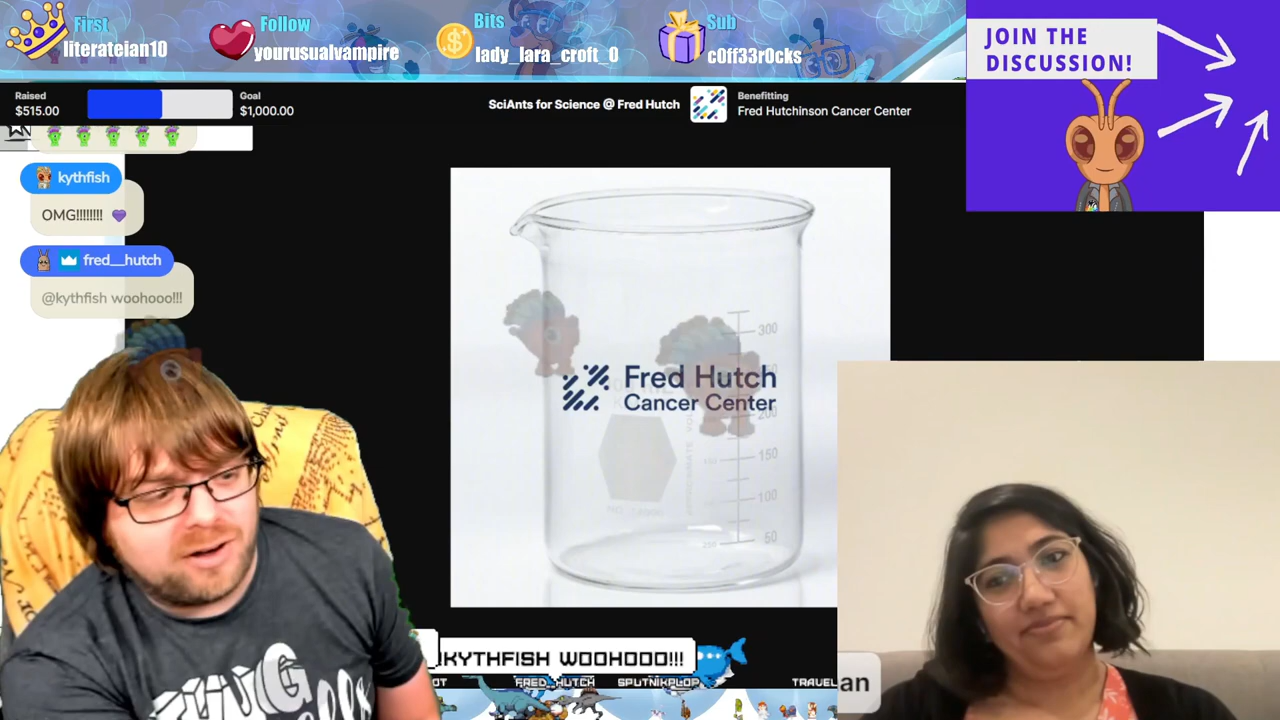 First
literateian10
Follow
yourusualvampire
Bits
lady_lara_croft_0
Sub
c0ff33r0cks
JOIN THE
DISCUSSION!
Raised
$515.00
Goal
$1,000.00
SciAnts for Science @ Fred Hutch
Benefitting
Fred Hutchinson Cancer Center
kythfish
OMG!!!!!!!!
fred__hutch
@kythfish woohooo!!!
300
Fred Hutch
Cancer Center
200
150
100
50
KYTHFISH WOOHOOO!!!
FRED_HUTCH
SPUTNIKPLOP
TRAVEL
an